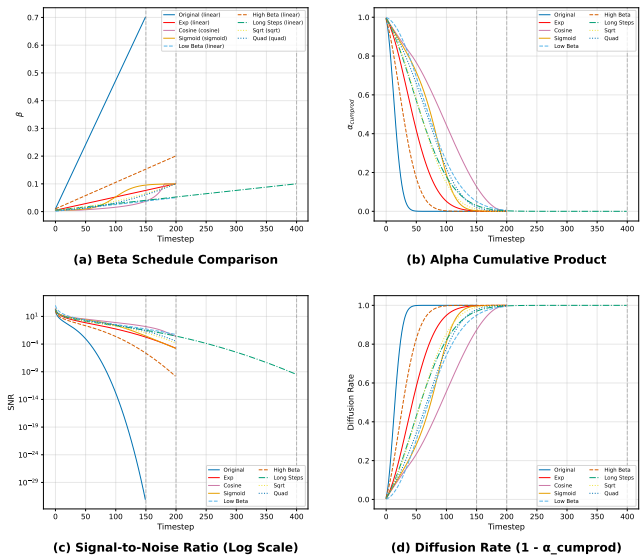 β
0.7
0.6
0.5
0.4
0.3
0.2
0.1
0.0
Original (linear)
Exp (linear)
Cosine (cosine)
Sigmoid (sigmoid)
Low Beta (linear)
High Beta (linear)
Long Steps (linear)
Sqrt (sqrt)
Quad (quad)
0 50 100 150 200 250 300 350 400
Timestep
(a) Beta Schedule Comparison
α_cumprod
1.0
0.8
0.6
0.4
0.2
0.0
Original
Exp
Cosine
Sigmoid
Low Beta
High Beta
Long Steps
Sqrt
Quad
0 50 100 150 200 250 300 350 400
Timestep
(b) Alpha Cumulative Product
SNR
10¹
10⁻⁴
10⁻⁹
10⁻¹⁴
10⁻¹⁹
10⁻²⁴
10⁻²⁹
Original
Exp
Cosine
Sigmoid
Low Beta
High Beta
Long Steps
Sqrt
Quad
0 50 100 150 200 250 300 350 400
Timestep
(c) Signal-to-Noise Ratio (Log Scale)
Diffusion Rate
1.0
0.8
0.6
0.4
0.2
0.0
Original
Exp
Cosine
Sigmoid
Low Beta
High Beta
Long Steps
Sqrt
Quad
0 50 100 150 200 250 300 350 400
Timestep
(d) Diffusion Rate (1 - α_cumprod)